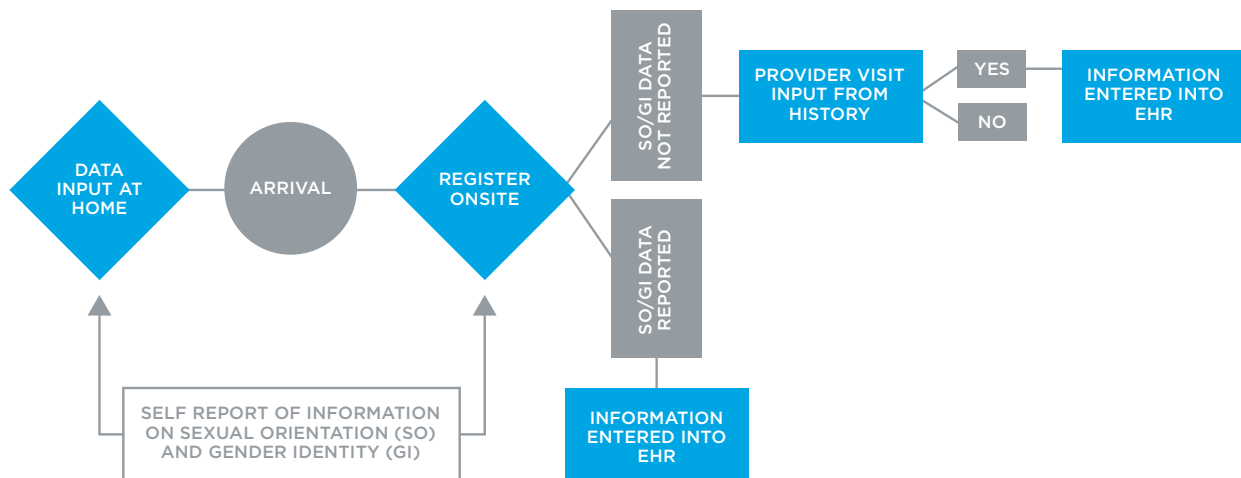 DATA
INPUT AT
HOME
ARRIVAL
REGISTER
ONSITE
SO/GI DATA
NOT REPORTED
PROVIDER VISIT
INPUT FROM
HISTORY
YES
NO
INFORMATION
ENTERED INTO
EHR
SO/GI DATA
REPORTED
INFORMATION
ENTERED INTO
EHR
SELF REPORT OF INFORMATION
ON SEXUAL ORIENTATION (SO)
AND GENDER IDENTITY (GI)